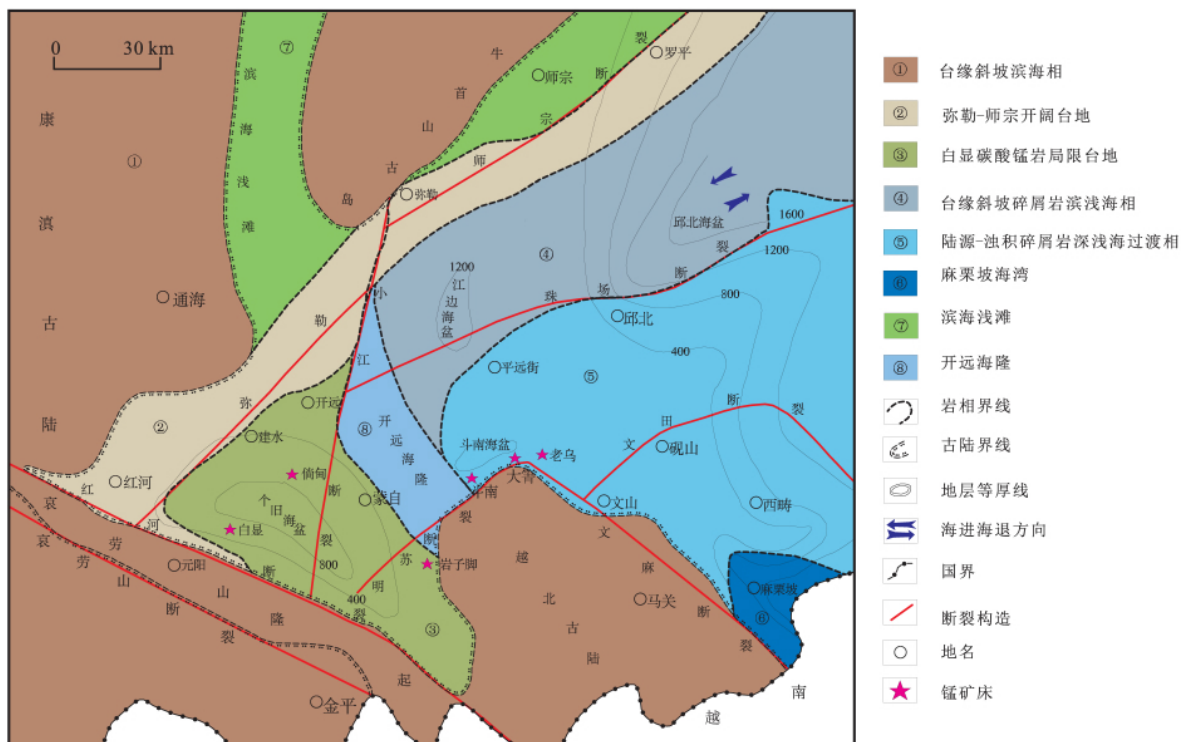 0 30 km
康滇古陆
①
⑦
滨海浅滩
牛首山古岛
师宗
罗平
师宗断裂
弥勒
通海
小江断裂
弥勒
②
1200
江边海盆
④
邱北海盆
1600
1200
800
400
珠场断裂
邱北
平远街
⑤
开远
⑧
开远海隆
建水
红河
倘甸
个旧海盆
白显
蒙自
800
400
斗南海盆
老乌
大箐
斗南
文山
砚山
文田断裂
西畴
岩子脚
苏明断裂
③
越北古陆
马关
文麻断裂
麻栗坡
⑥
红河断裂
哀劳山隆起
哀劳山断裂
元阳
金平
越南
① 台缘斜坡滨海相
② 弥勒-师宗开阔台地
③ 白显碳酸锰岩局限台地
④ 台缘斜坡碎屑岩滨浅海相
⑤ 陆源-浊积碎屑岩深浅海过渡相
⑥ 麻栗坡海湾
⑦ 滨海浅滩
⑧ 开远海隆
岩相界线
古陆界线
地层等厚线
海进海退方向
国界
断裂构造
地名
锰矿床